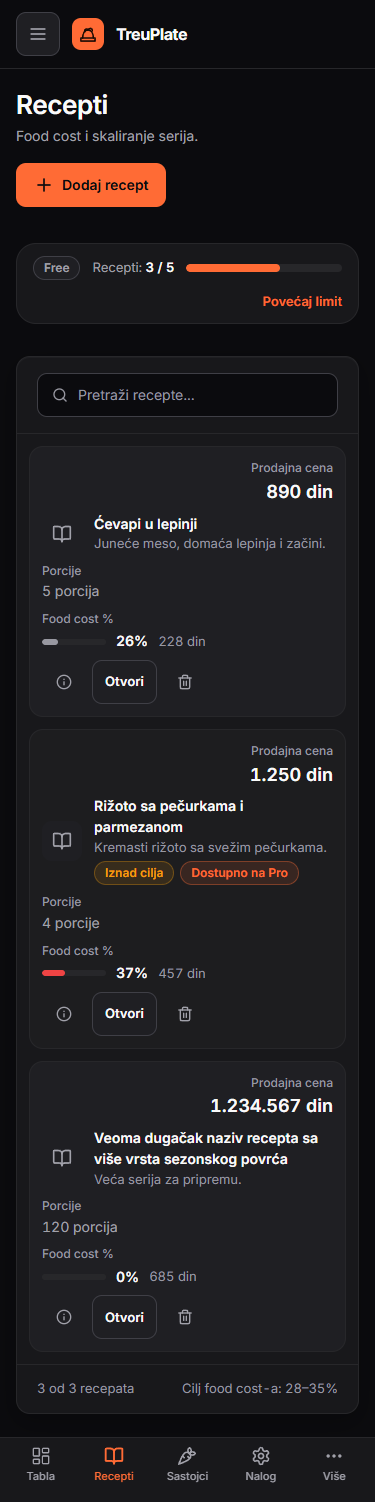 TreuPlate
Recepti
Food cost i skaliranje serija.
Dodaj recept
Free
Recepti: 3 / 5
Povećaj limit
Pretraži recepte...
Prodajna cena
890 din
Ćevapi u lepinji
Juneće meso, domaća lepinja i začini.
Porcije
5 porcija
Food cost %
26% 228 din
Otvori
Prodajna cena
1.250 din
Rižoto sa pečurkama i
parmezanom
Kremasti rižoto sa svežim pečurkama.
Iznad cilja Dostupno na Pro
Porcije
4 porcije
Food cost %
37% 457 din
Otvori
Prodajna cena
1.234.567 din
Veoma dugačak naziv recepta sa
više vrsta sezonskog povrća
Veća serija za pripremu.
Porcije
120 porcija
Food cost %
0% 685 din
Otvori
3 od 3 recepata Cilj food cost-a: 28–35%
Tabla Recepti Sastojci Nalog Više